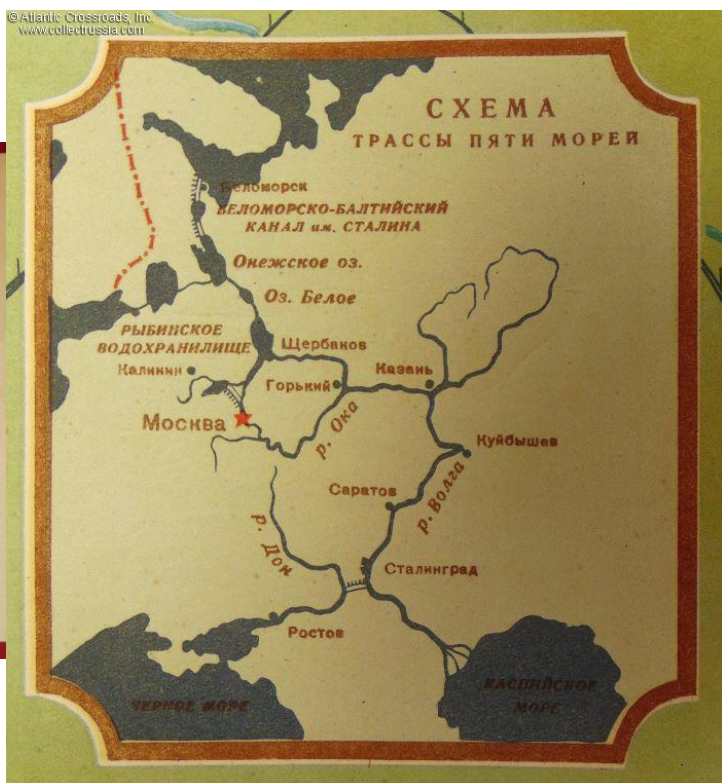 © Atlantic Crossroads, Inc
www.collectrussia.com
СХЕМА
ТРАССЫ ПЯТИ МОРЕЙ
Беломорск
БЕЛОМОРСКО-БАЛТИЙСКИЙ
КАНАЛ им. СТАЛИНА
Онежское оз.
Оз. Белое
РЫБИНСКОЕ
ВОДОХРАНИЛИЩЕ
Щербаков
Калинин
Горький
Казань
Москва
р. Ока
Куйбышев
Саратов
р. Волга
р. Дон
Сталинград
Ростов
ЧЕРНОЕ МОРЕ
КАСПИЙСКОЕ
МОРЕ